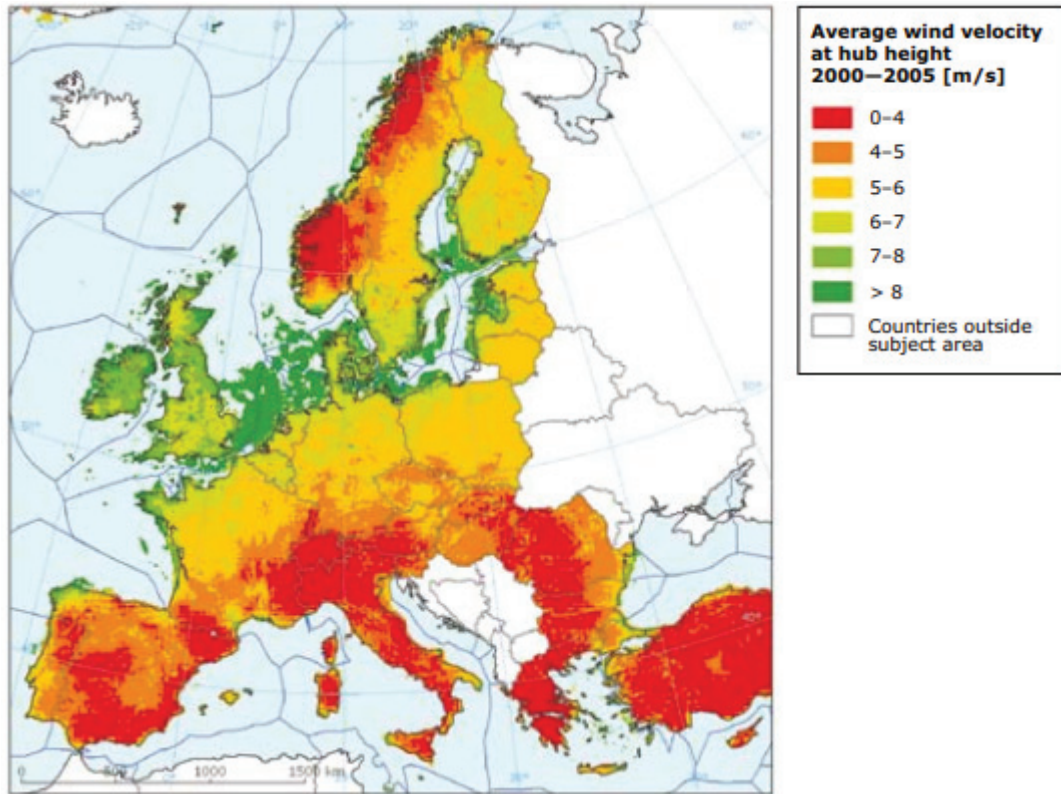 Average wind velocity
at hub height
2000—2005 [m/s]
0–4
4–5
5–6
6–7
7–8
> 8
Countries outside
subject area
0
500
1000
1500 km